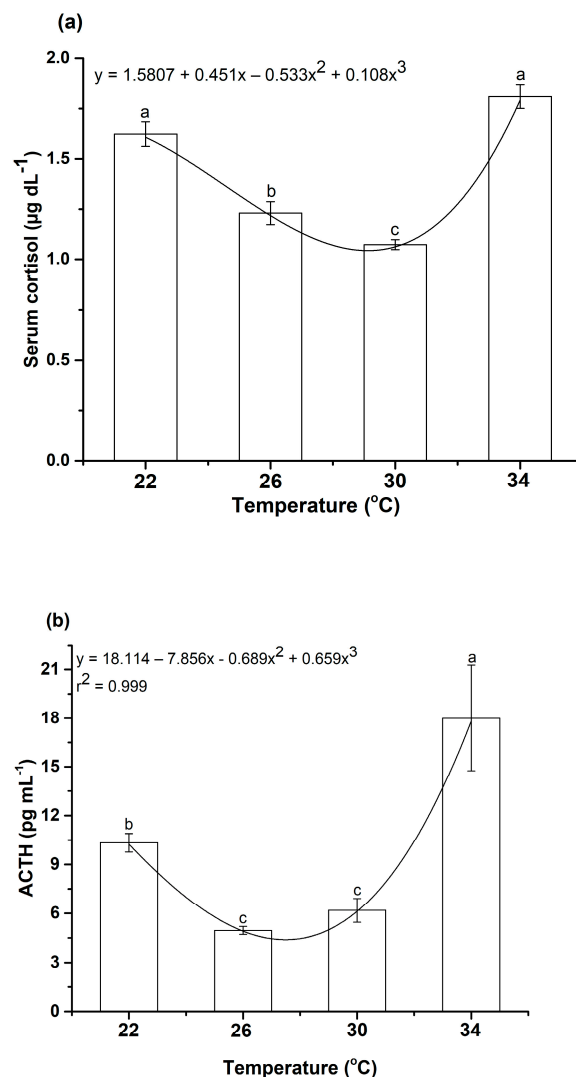 (a)
y = 1.5807 + 0.451x – 0.533x² + 0.108x³
Serum cortisol (µg dL⁻¹)
2.0
1.5
1.0
0.5
0.0
a
b
c
a
22 26 30 34
Temperature (°C)
(b)
y = 18.114 – 7.856x - 0.689x² + 0.659x³
r² = 0.999
ACTH (pg mL⁻¹)
21
18
15
12
9
6
3
0
b
c
c
a
22 26 30 34
Temperature (°C)